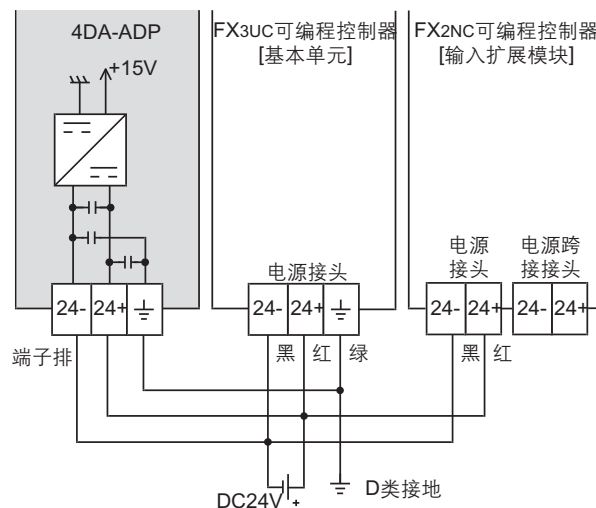 4DA-ADP
+15V
FX3UC可编程控制器
[基本单元]
FX2NC可编程控制器
[输入扩展模块]
电源接头
电源
接头
电源跨
接接头
24- 24+
24- 24+
24- 24+ 24- 24+
端子排
黑 红 绿
黑 红
DC24V +
D类接地